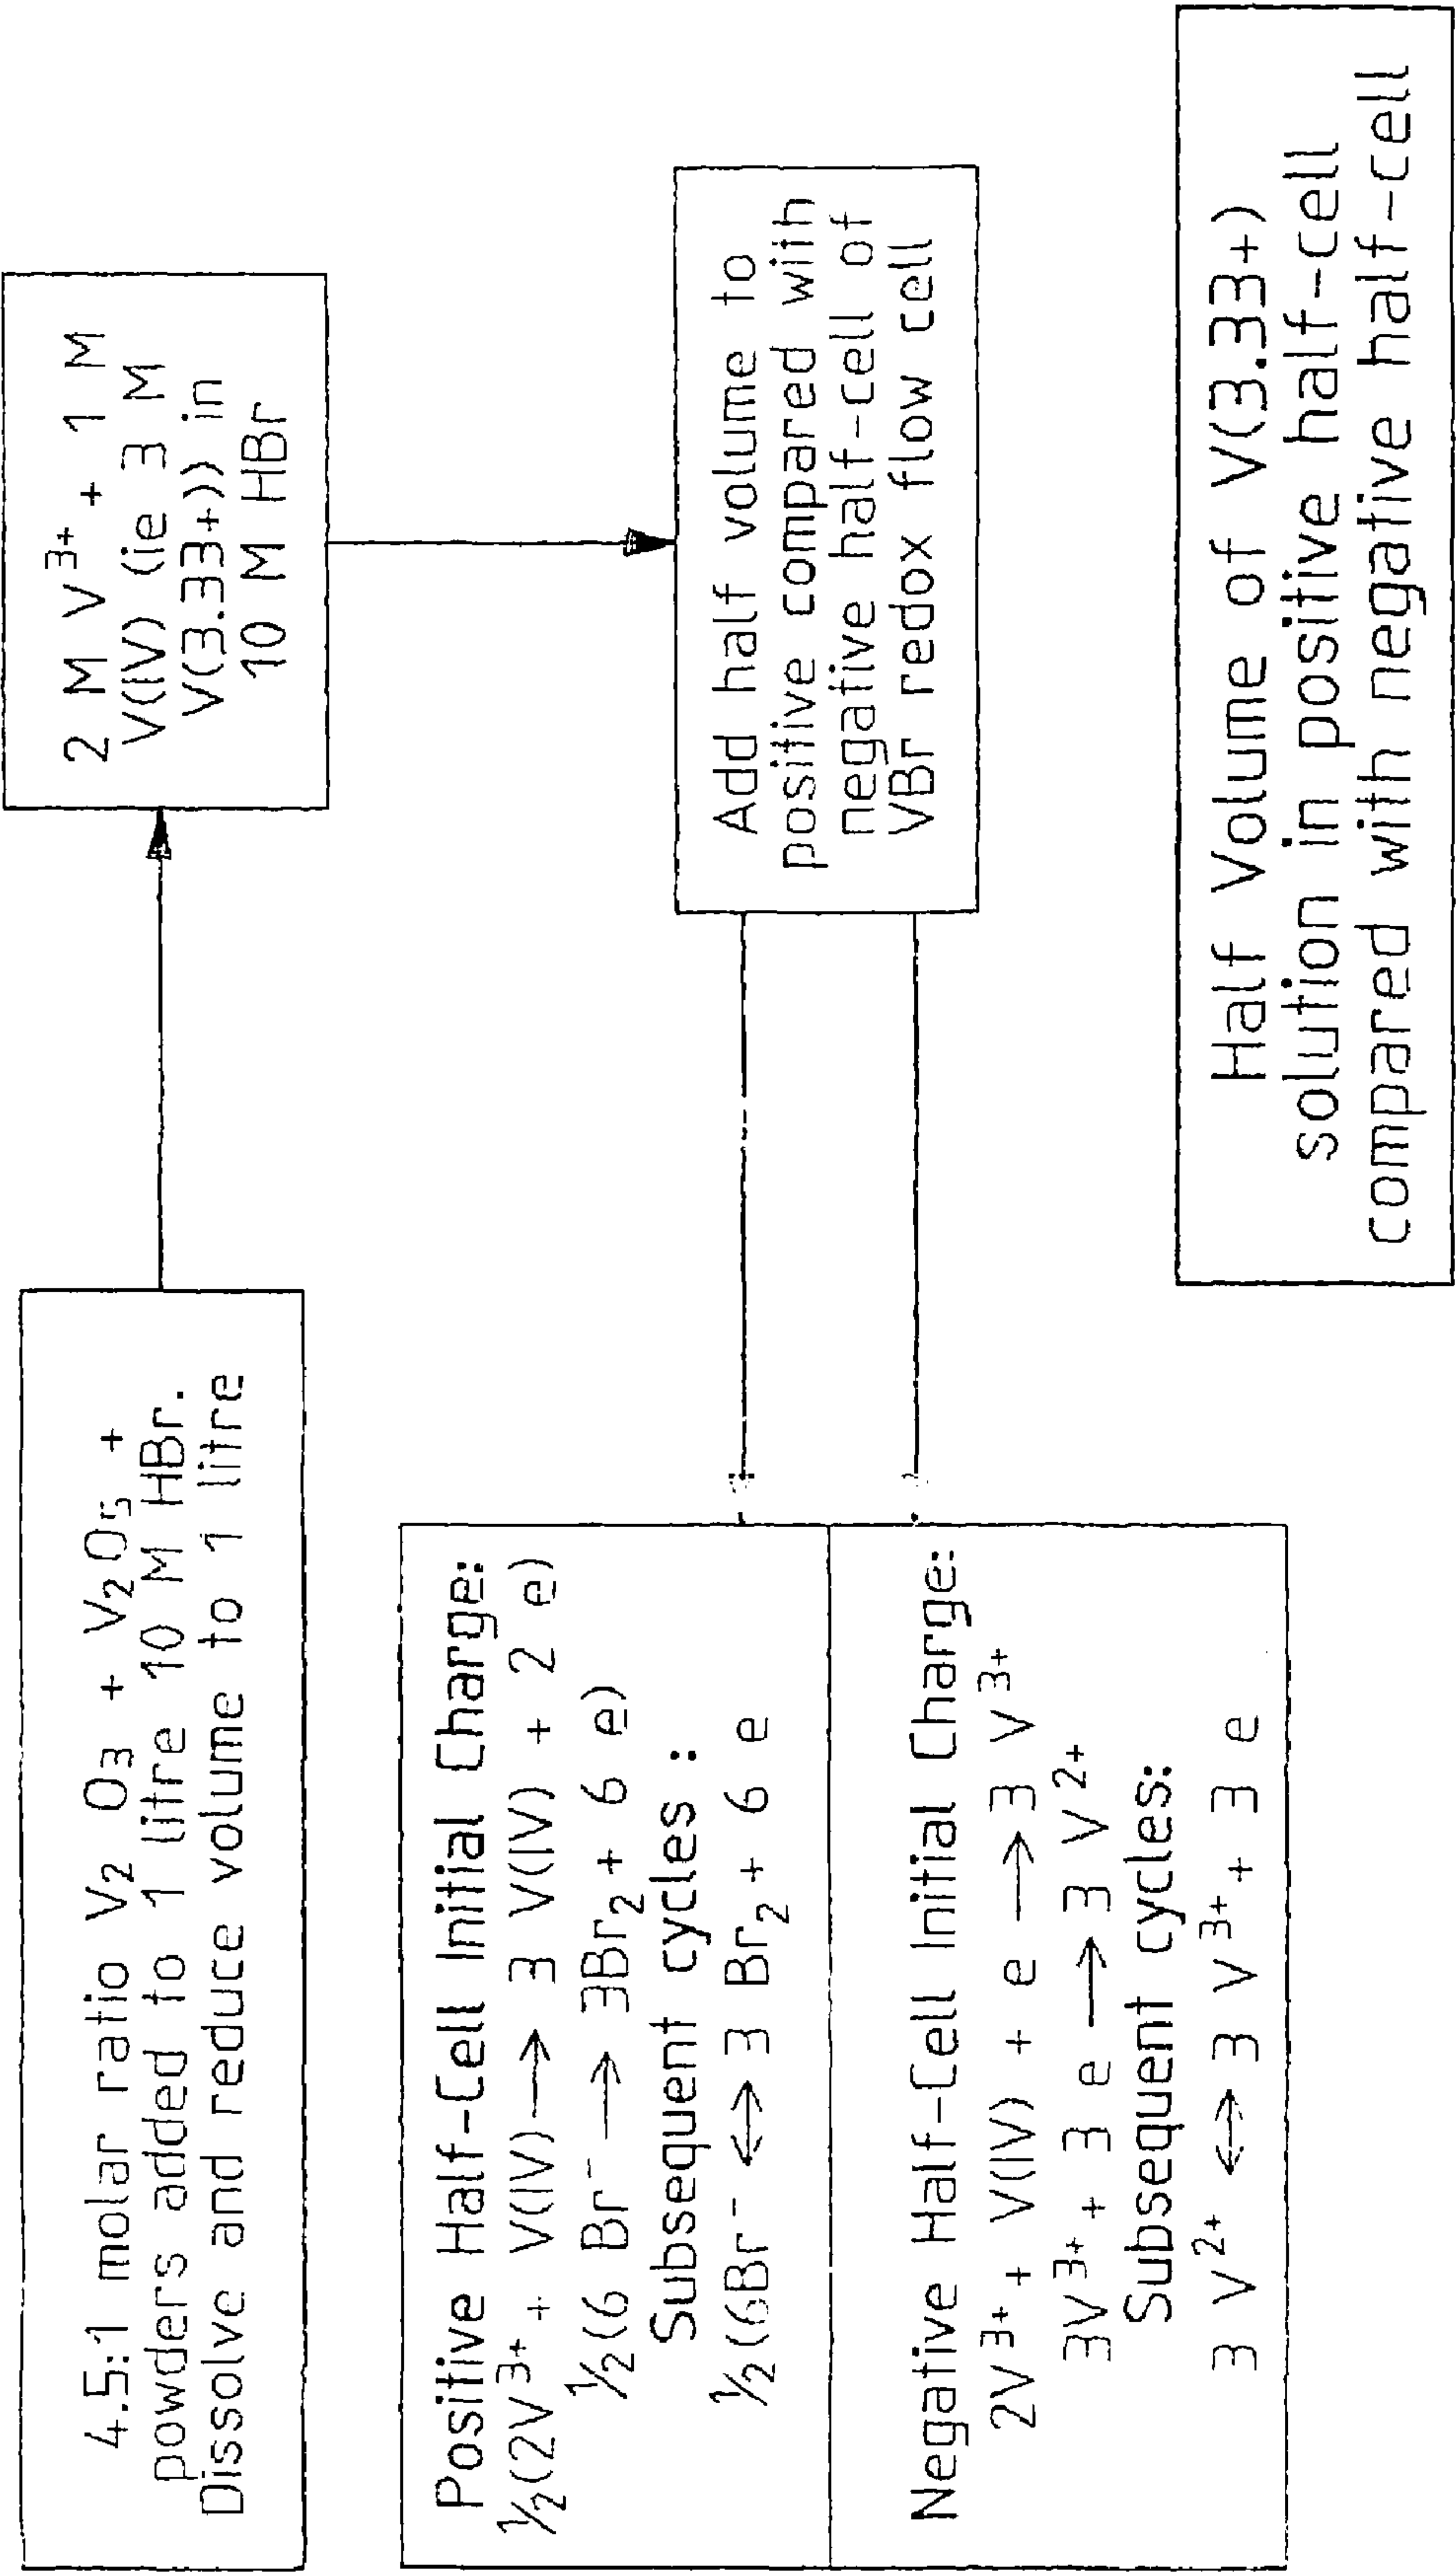 4.5:1 molar ratio V₂ O₃ + V₂O₅ +
powders added to 1 litre 10 M HBr.
Dissolve and reduce volume to 1 litre
2 M V³⁺ + 1 M
V(IV) (ie 3 M
V(3.33+)) in
10 M HBr
Add half volume to
positive compared with
negative half-cell of
VBr redox flow cell
Positive Half-Cell Initial Charge:
½(2V³⁺ + V(IV) → 3 V(IV) + 2 e)
½(6 Br⁻ → 3Br₂ + 6 e)
Subsequent cycles :
½(6Br⁻ ↔ 3 Br₂ + 6 e
Negative Half-Cell Initial Charge:
2V³⁺ + V(IV) + e → 3 V³⁺
3V³⁺ + 3 e → 3 V²⁺
Subsequent cycles:
3 V²⁺ ↔ 3 V³⁺ + 3 e
Half Volume of V(3.33+)
solution in positive half-cell
compared with negative half-cell